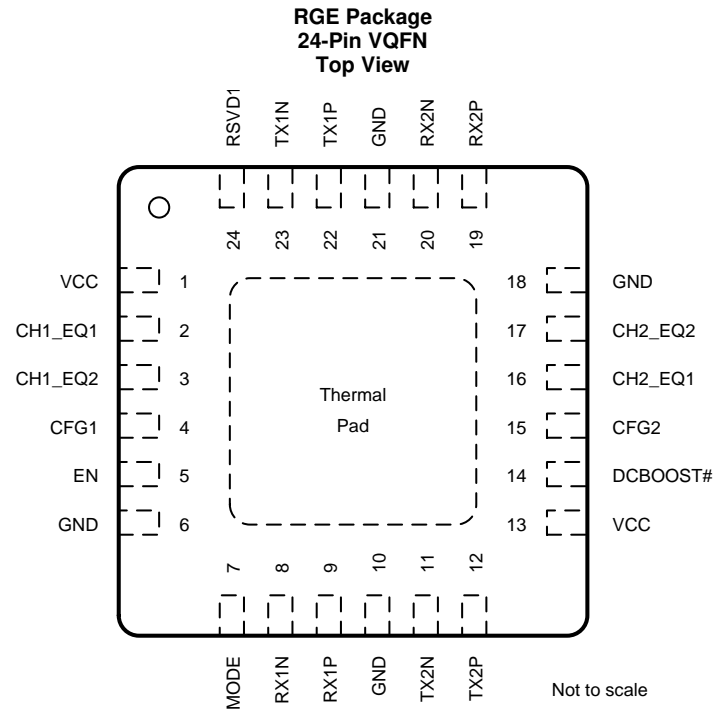 RGE Package
24-Pin VQFN
Top View
RSVD1
TX1N
TX1P
GND
RX2N
RX2P
24
23
22
21
20
19
VCC 1
18 GND
CH1_EQ1 2
17 CH2_EQ2
CH1_EQ2 3
16 CH2_EQ1
Thermal
Pad
CFG1 4
15 CFG2
EN 5
14 DCBOOST#
GND 6
13 VCC
7
8
9
10
11
12
MODE
RX1N
RX1P
GND
TX2N
TX2P
Not to scale